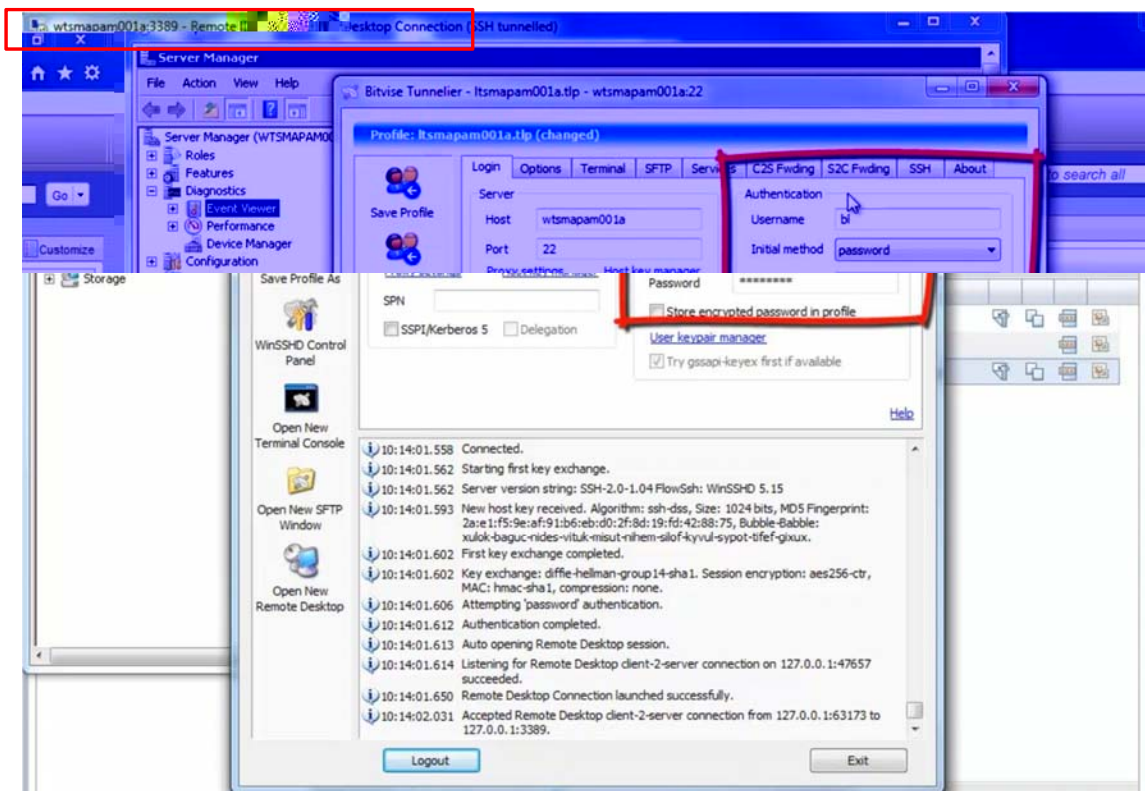 wtsmapam001a:3389 - Remote Desktop Connection (SSH tunnelled)
Server Manager
File Action View Help
Server Manager (WTSMAPAM00
Roles
Features
Diagnostics
Event Viewer
Performance
Device Manager
Configuration
Storage
Go
Customize
to search all
Bitvise Tunnelier - ltsmapam001a.tlp - wtsmapam001a:22
Profile: ltsmapam001a.tlp (changed)
Save Profile
Save Profile As
WinSSHD Control
Panel
Open New
Terminal Console
Open New SFTP
Window
Open New
Remote Desktop
Login Options Terminal SFTP Services C2S Fwding S2C Fwding SSH About
Server
Host wtsmapam001a
Port 22
Proxy settings Host key manager
SPN
SSPI/Kerberos 5 Delegation
Authentication
Username bl
Initial method password
Password ********
Store encrypted password in profile
User keypair manager
Try gssapi-keyex first if available
Help
10:14:01.558 Connected.
10:14:01.562 Starting first key exchange.
10:14:01.562 Server version string: SSH-2.0-1.04 FlowSsh: WinSSHD 5.15
10:14:01.593 New host key received. Algorithm: ssh-dss, Size: 1024 bits, MD5 Fingerprint:
2a:e1:f5:9e:af:91:b6:eb:d0:2f:8d:19:fd:42:88:75, Bubble-Babble:
xulok-baguc-nides-vituk-misut-nihem-silof-kyvul-sypot-tifef-gixux.
10:14:01.602 First key exchange completed.
10:14:01.602 Key exchange: diffie-hellman-group14-sha1. Session encryption: aes256-ctr,
MAC: hmac-sha1, compression: none.
10:14:01.606 Attempting 'password' authentication.
10:14:01.612 Authentication completed.
10:14:01.613 Auto opening Remote Desktop session.
10:14:01.614 Listening for Remote Desktop client-2-server connection on 127.0.0.1:47657
succeeded.
10:14:01.650 Remote Desktop Connection launched successfully.
10:14:02.031 Accepted Remote Desktop client-2-server connection from 127.0.0.1:63173 to
127.0.0.1:3389.
Logout
Exit